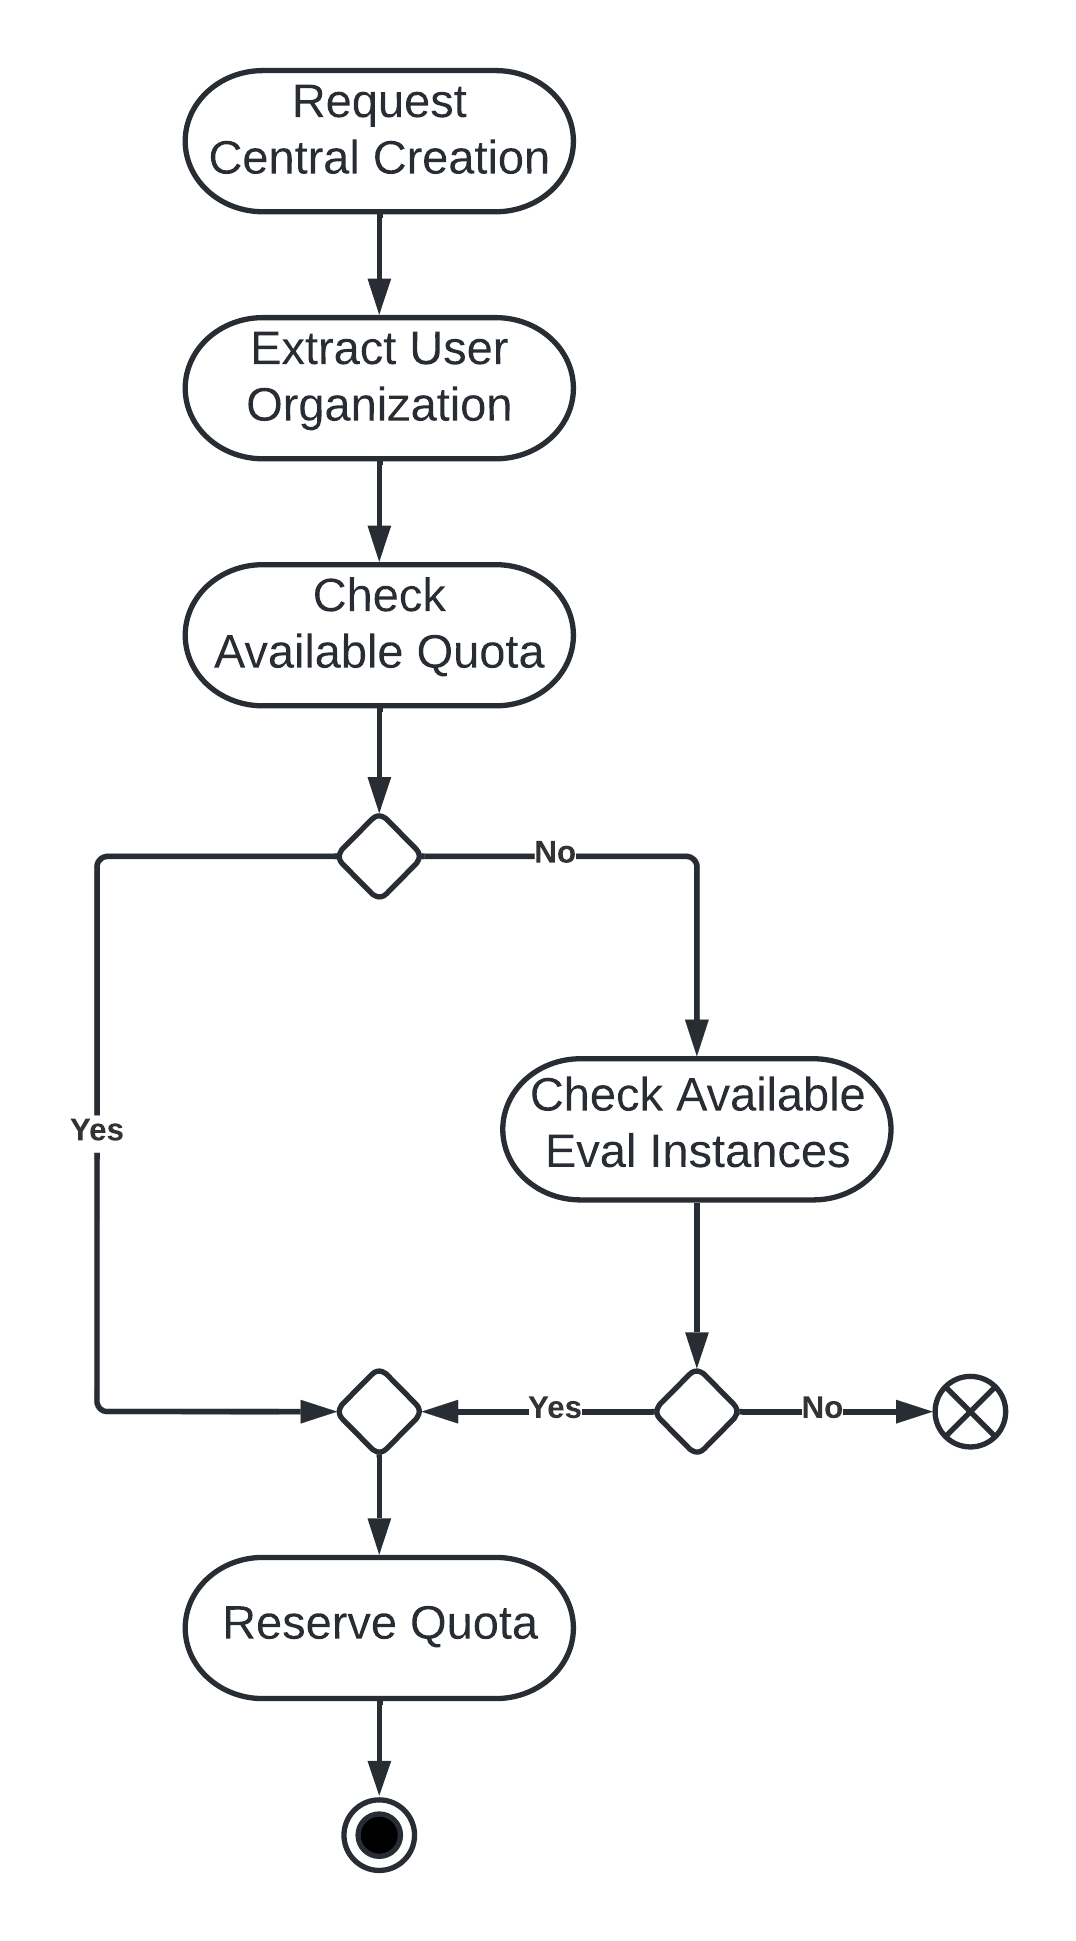 Request
Central Creation
Extract User
Organization
Check
Available Quota
No
Yes
Check Available
Eval Instances
Yes
No
Reserve Quota